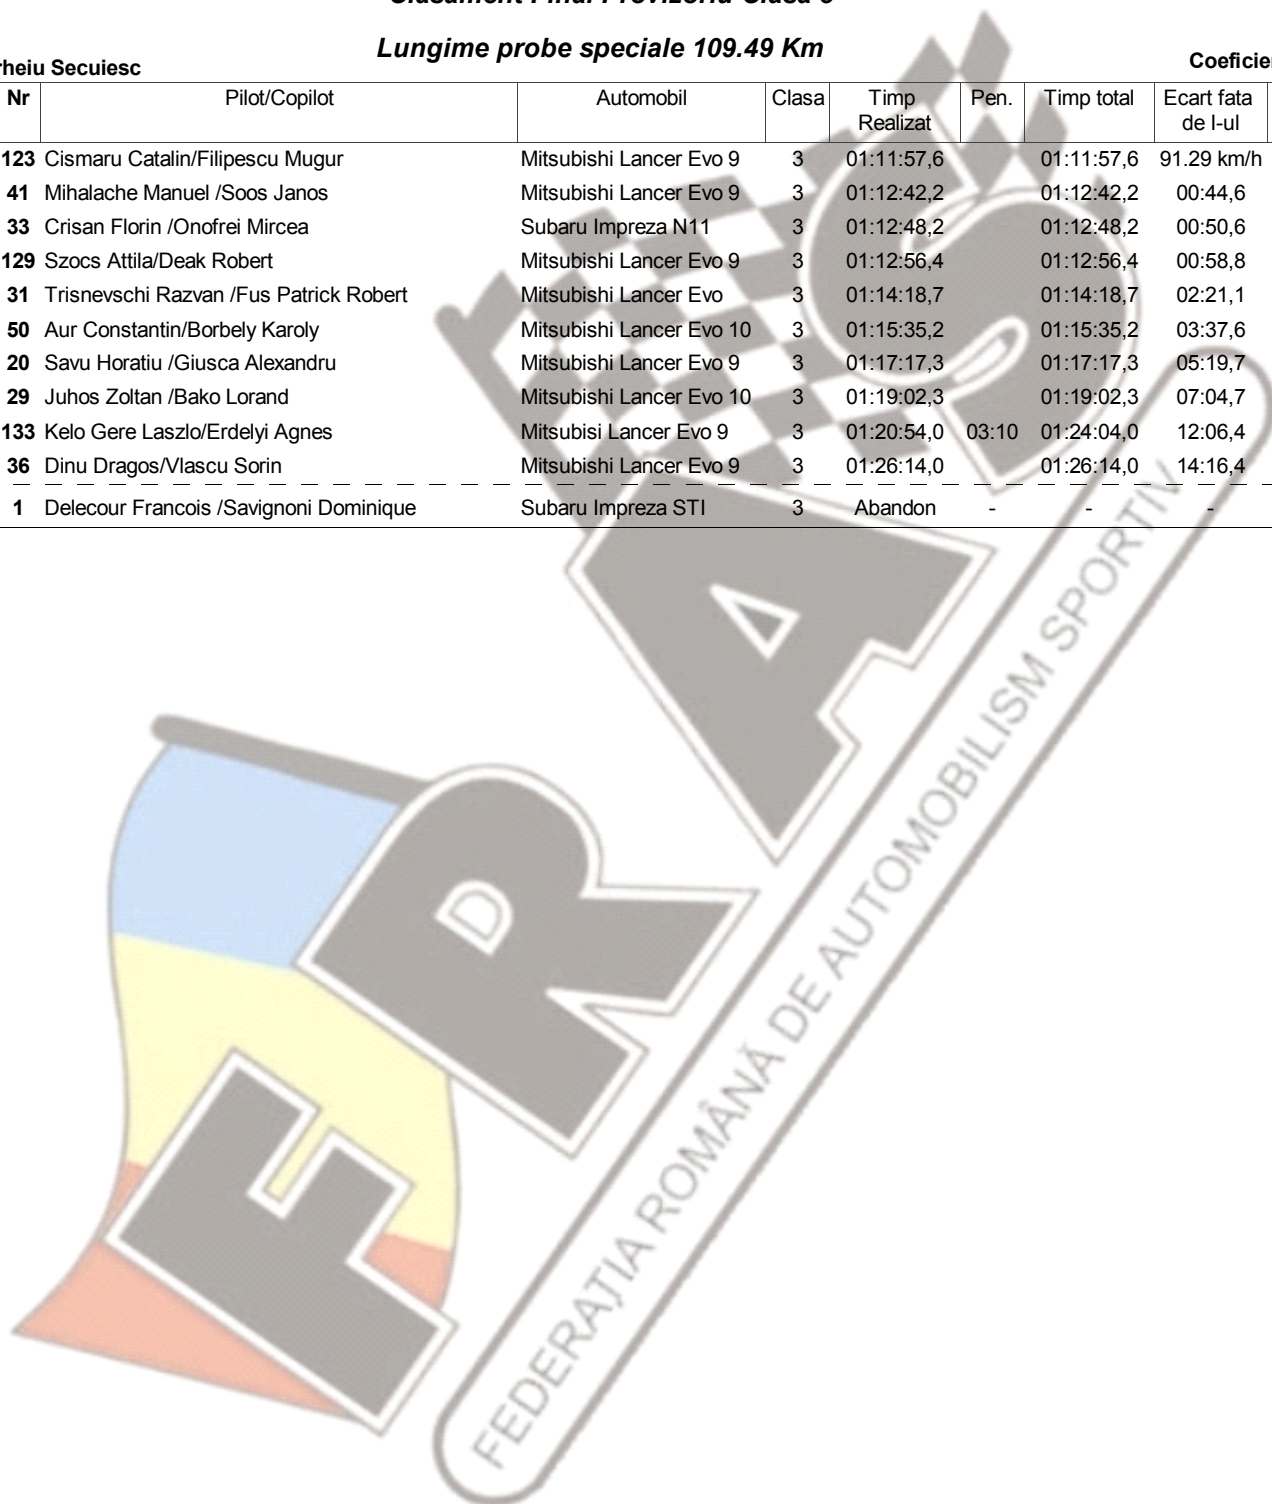 Lungime probe speciale 109.49 Km
rheiu Secuiesc Coeficien
Nr Pilot/Copilot Automobil Clasa Timp Realizat Pen. Timp total Ecart fata de l-ul
123 Cismaru Catalin/Filipescu Mugur Mitsubishi Lancer Evo 9 3 01:11:57,6 01:11:57,6 91.29 km/h
41 Mihalache Manuel /Soos Janos Mitsubishi Lancer Evo 9 3 01:12:42,2 01:12:42,2 00:44,6
33 Crisan Florin /Onofrei Mircea Subaru Impreza N11 3 01:12:48,2 01:12:48,2 00:50,6
129 Szocs Attila/Deak Robert Mitsubishi Lancer Evo 9 3 01:12:56,4 01:12:56,4 00:58,8
31 Trisnevschi Razvan /Fus Patrick Robert Mitsubishi Lancer Evo 3 01:14:18,7 01:14:18,7 02:21,1
50 Aur Constantin/Borbely Karoly Mitsubishi Lancer Evo 10 3 01:15:35,2 01:15:35,2 03:37,6
20 Savu Horatiu /Giusca Alexandru Mitsubishi Lancer Evo 9 3 01:17:17,3 01:17:17,3 05:19,7
29 Juhos Zoltan /Bako Lorand Mitsubishi Lancer Evo 10 3 01:19:02,3 01:19:02,3 07:04,7
133 Kelo Gere Laszlo/Erdelyi Agnes Mitsubisi Lancer Evo 9 3 01:20:54,0 03:10 01:24:04,0 12:06,4
36 Dinu Dragos/Vlascu Sorin Mitsubishi Lancer Evo 9 3 01:26:14,0 01:26:14,0 14:16,4
1 Delecour Francois /Savignoni Dominique Subaru Impreza STI 3 Abandon - - -
FRAS
FEDERAŢIA ROMÂNĂ DE AUTOMOBILISM SPORTIV